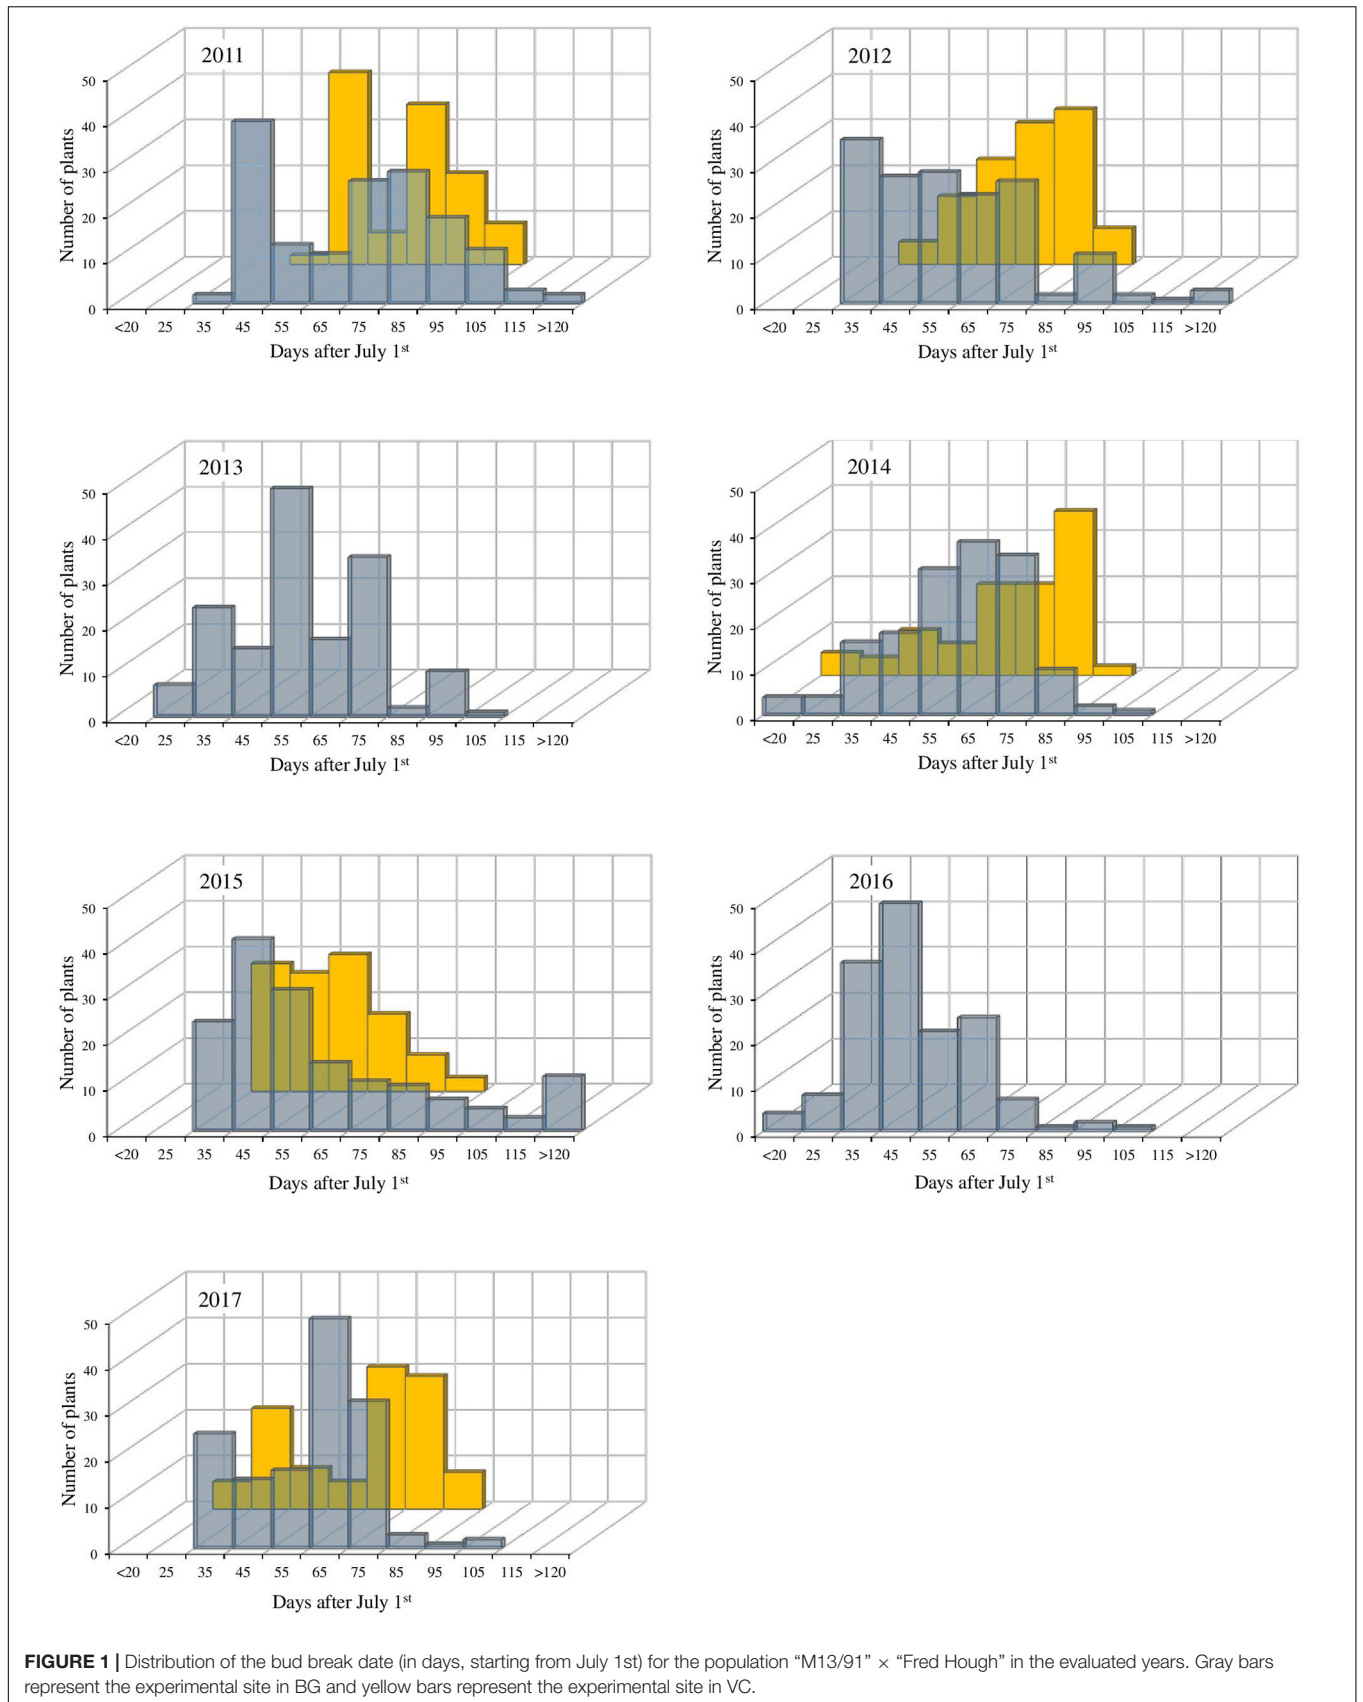 2011
50
40
30
20
10
0
Number of plants
<20 25 35 45 55 65 75 85 95 105 115 >120
Days after July 1st
2012
50
40
30
20
10
0
Number of plants
<20 25 35 45 55 65 75 85 95 105 115 >120
Days after July 1st
2013
50
40
30
20
10
0
Number of plants
<20 25 35 45 55 65 75 85 95 105 115 >120
Days after July 1st
2014
50
40
30
20
10
0
Number of plants
<20 25 35 45 55 65 75 85 95 105 115 >120
Days after July 1st
2015
50
40
30
20
10
0
Number of plants
<20 25 35 45 55 65 75 85 95 105 115 >120
Days after July 1st
2016
50
40
30
20
10
0
Number of plants
<20 25 35 45 55 65 75 85 95 105 115 >120
Days after July 1st
2017
50
40
30
20
10
0
Number of plants
<20 25 35 45 55 65 75 85 95 105 115 >120
Days after July 1st
FIGURE 1 | Distribution of the bud break date (in days, starting from July 1st) for the population “M13/91” × “Fred Hough” in the evaluated years. Gray bars
represent the experimental site in BG and yellow bars represent the experimental site in VC.